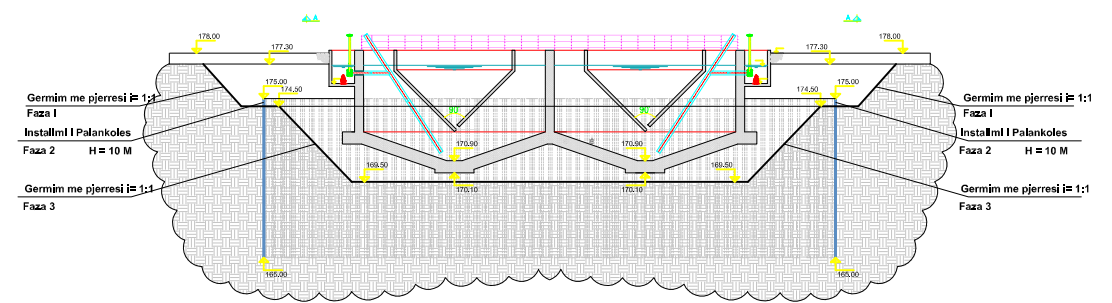 A A
A A
178.00
177.30
177.30
178.00
175.00
174.50
174.50
175.00
Germim me pjerresi i= 1:1
Faza I
Germim me pjerresi i= 1:1
Faza I
90
90
Installmi I Palankoles
Faza 2 H = 10 M
Installmi I Palankoles
Faza 2 H = 10 M
170.90
170.90
169.50
169.50
170.10
170.10
Germim me pjerresi i= 1:1
Faza 3
Germim me pjerresi i= 1:1
Faza 3
165.00
165.00